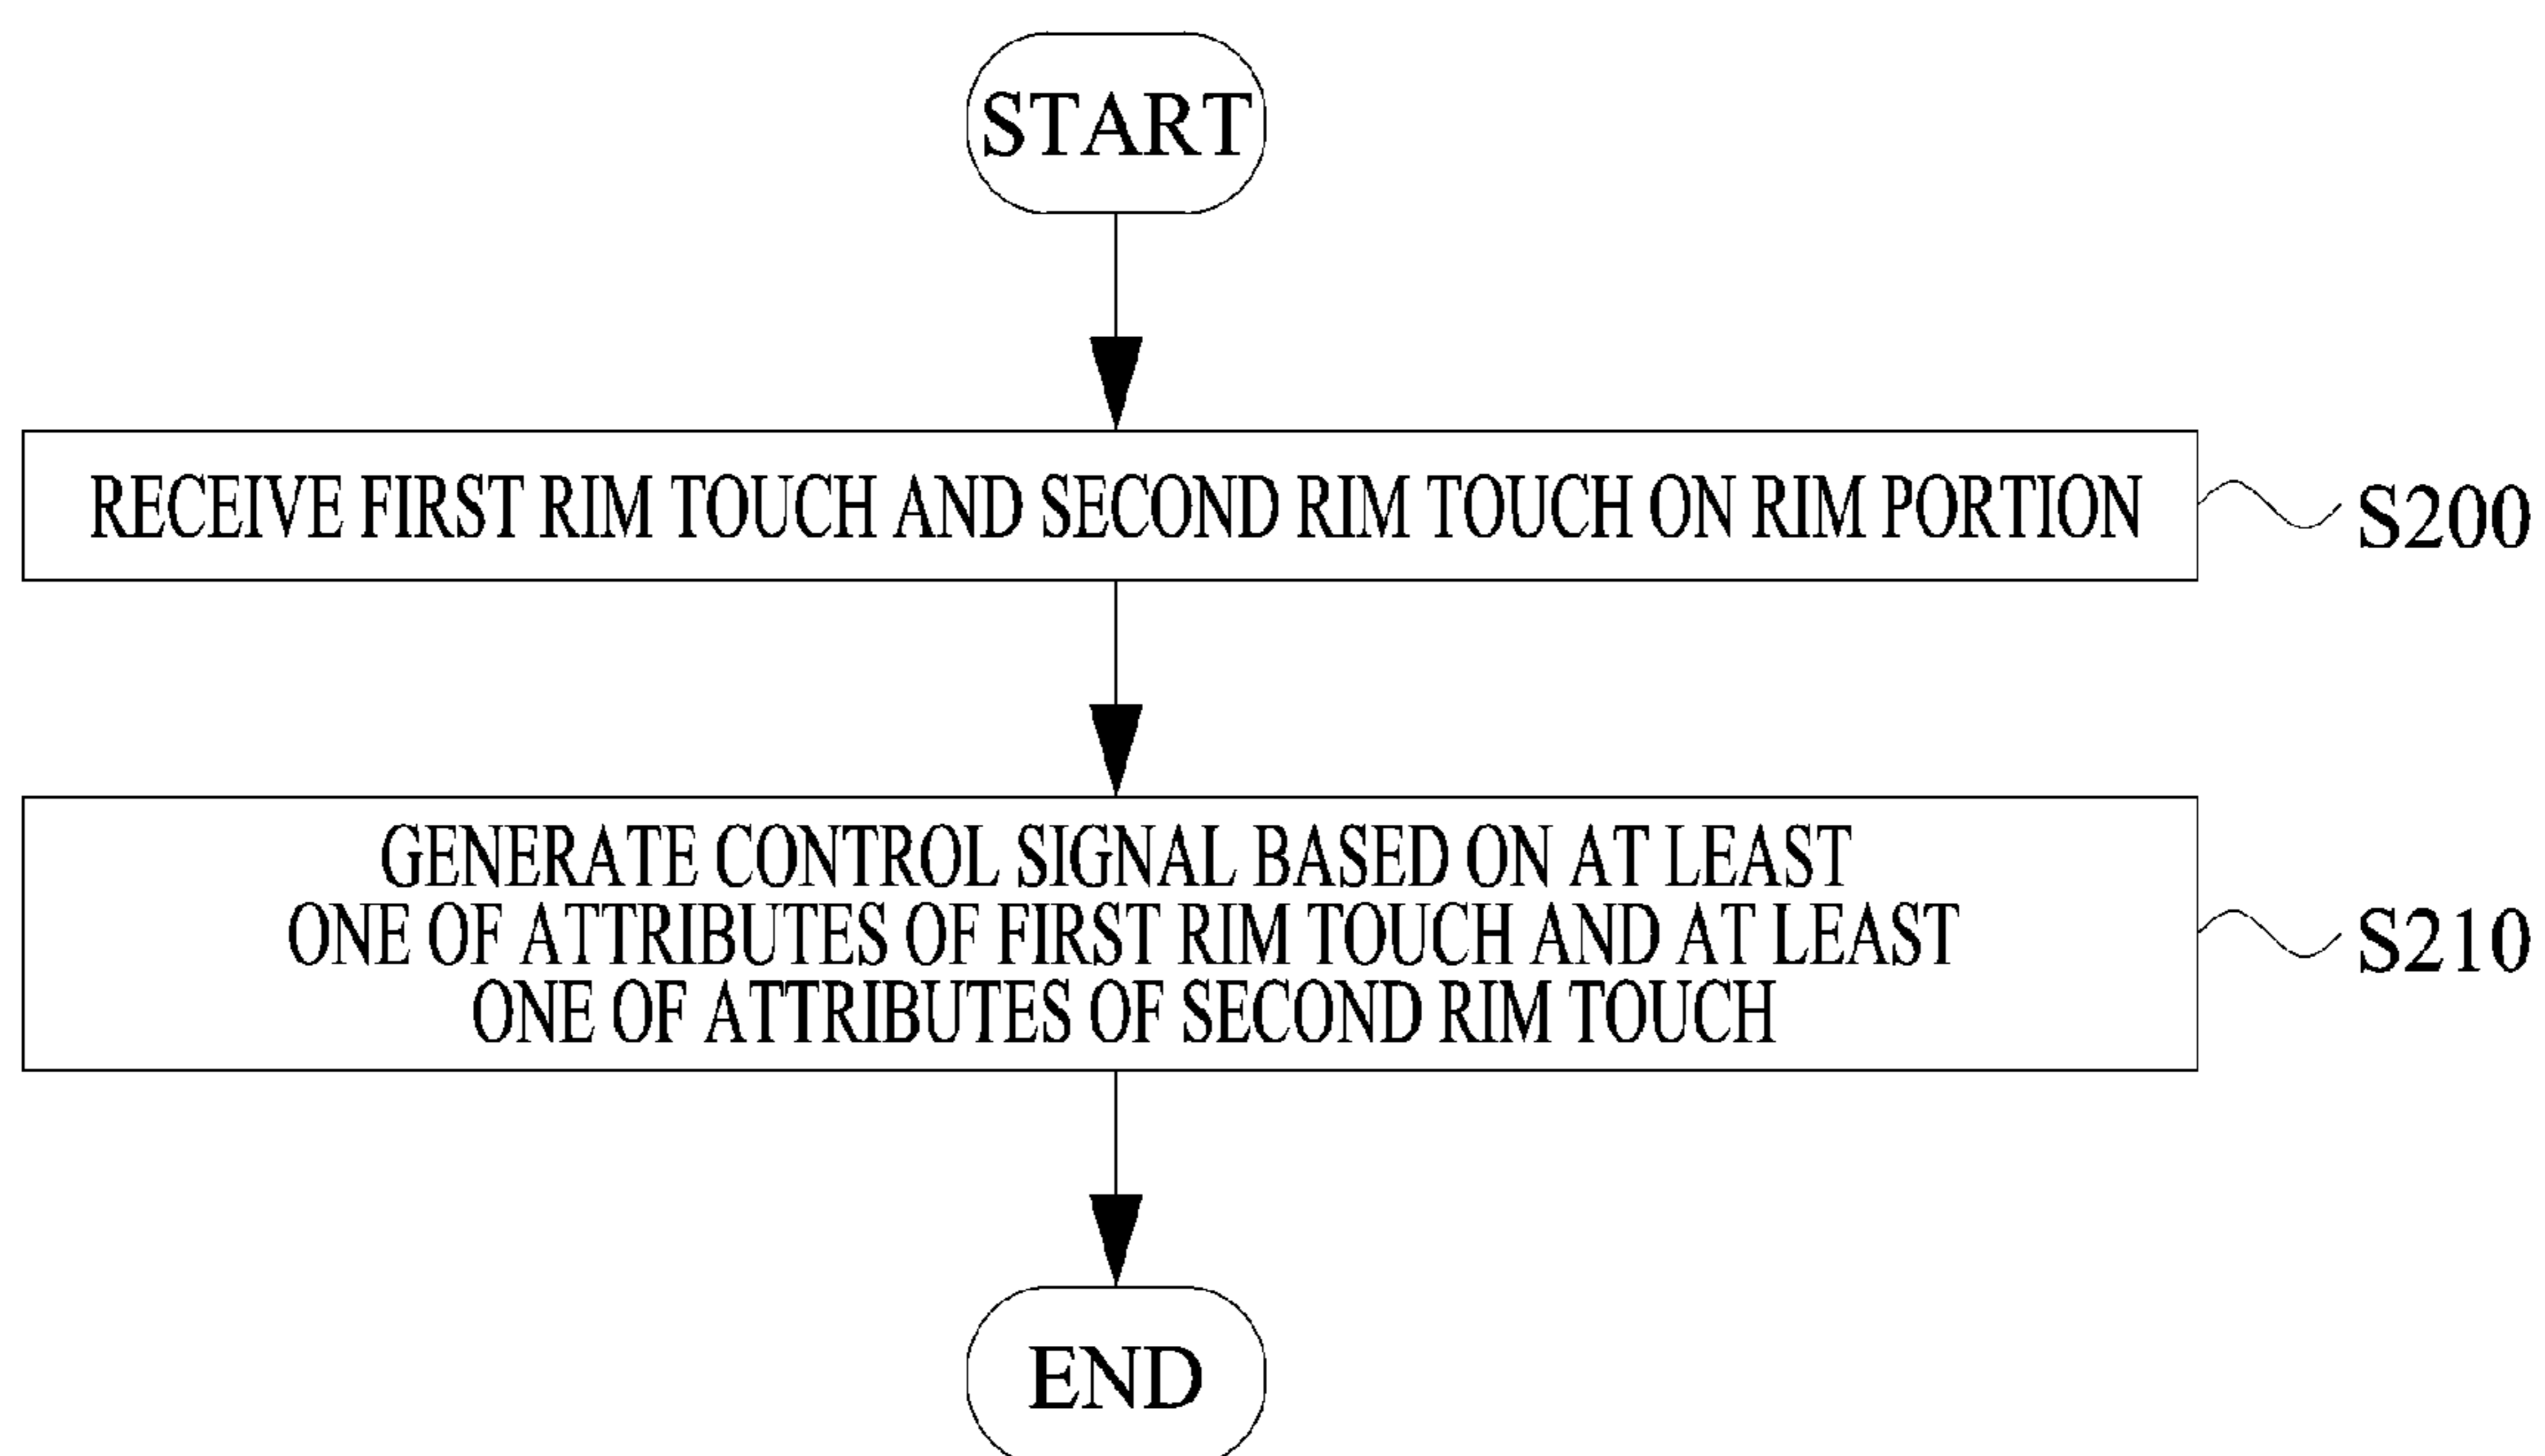 START
RECEIVE FIRST RIM TOUCH AND SECOND RIM TOUCH ON RIM PORTION
S200
GENERATE CONTROL SIGNAL BASED ON AT LEAST
ONE OF ATTRIBUTES OF FIRST RIM TOUCH AND AT LEAST
ONE OF ATTRIBUTES OF SECOND RIM TOUCH
S210
END